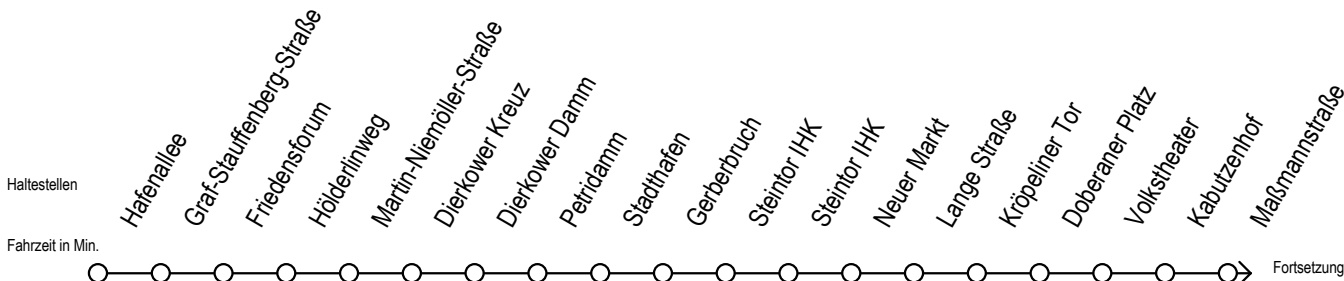 Haltestellen
Hafenallee
Graf-Stauffenberg-Straße
Friedensforum
Hölderlinweg
Martin-Niemöller-Straße
Dierkower Kreuz
Dierkower Damm
Petridamm
Stadthafen
Gerberbruch
Steintor IHK
Steintor IHK
Neuer Markt
Lange Straße
Kröpeliner Tor
Doberaner Platz
Volkstheater
Kabutzenhof
Maßmannstraße
Fahrzeit in Min.
Fortsetzung